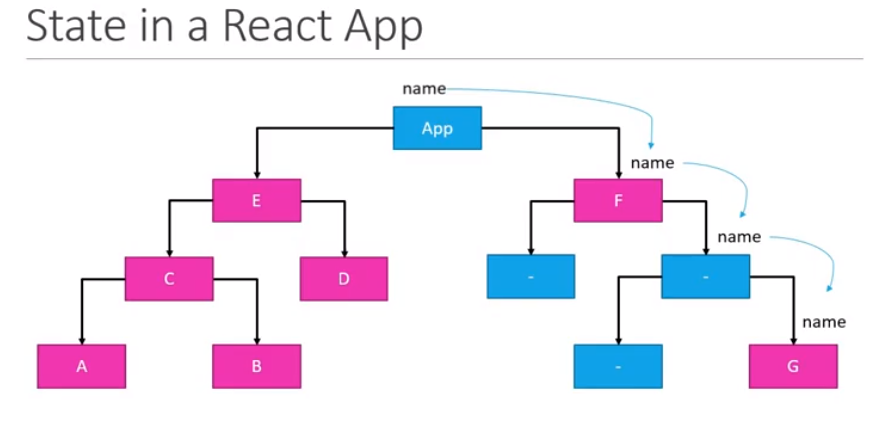 State in a React App
name
App
name
E
F
name
C
D
-
-
name
A
B
-
G